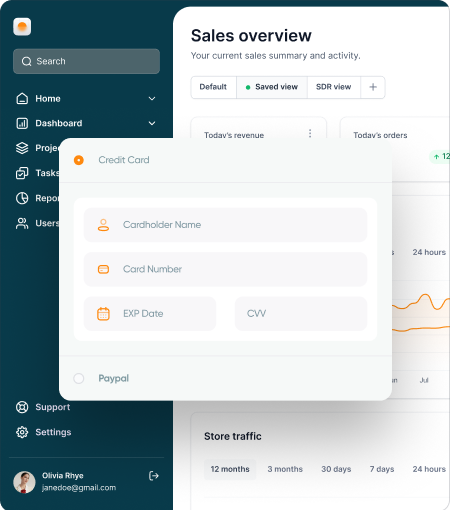 Sales overview
Your current sales summary and activity.
Search
Default
Saved view
SDR view
Home
Dashboard
Today's revenue
Today's orders
12
Credit Card
Tasks
Users
24 hours
Cardholder Name
Card Number
EXP Date
CVV
Jul
Paypal
Support
Settings
Store traffic
12 months
3 months
30 days
7 days
24 hours
Olivia Rhye
janedoe@gmail.com